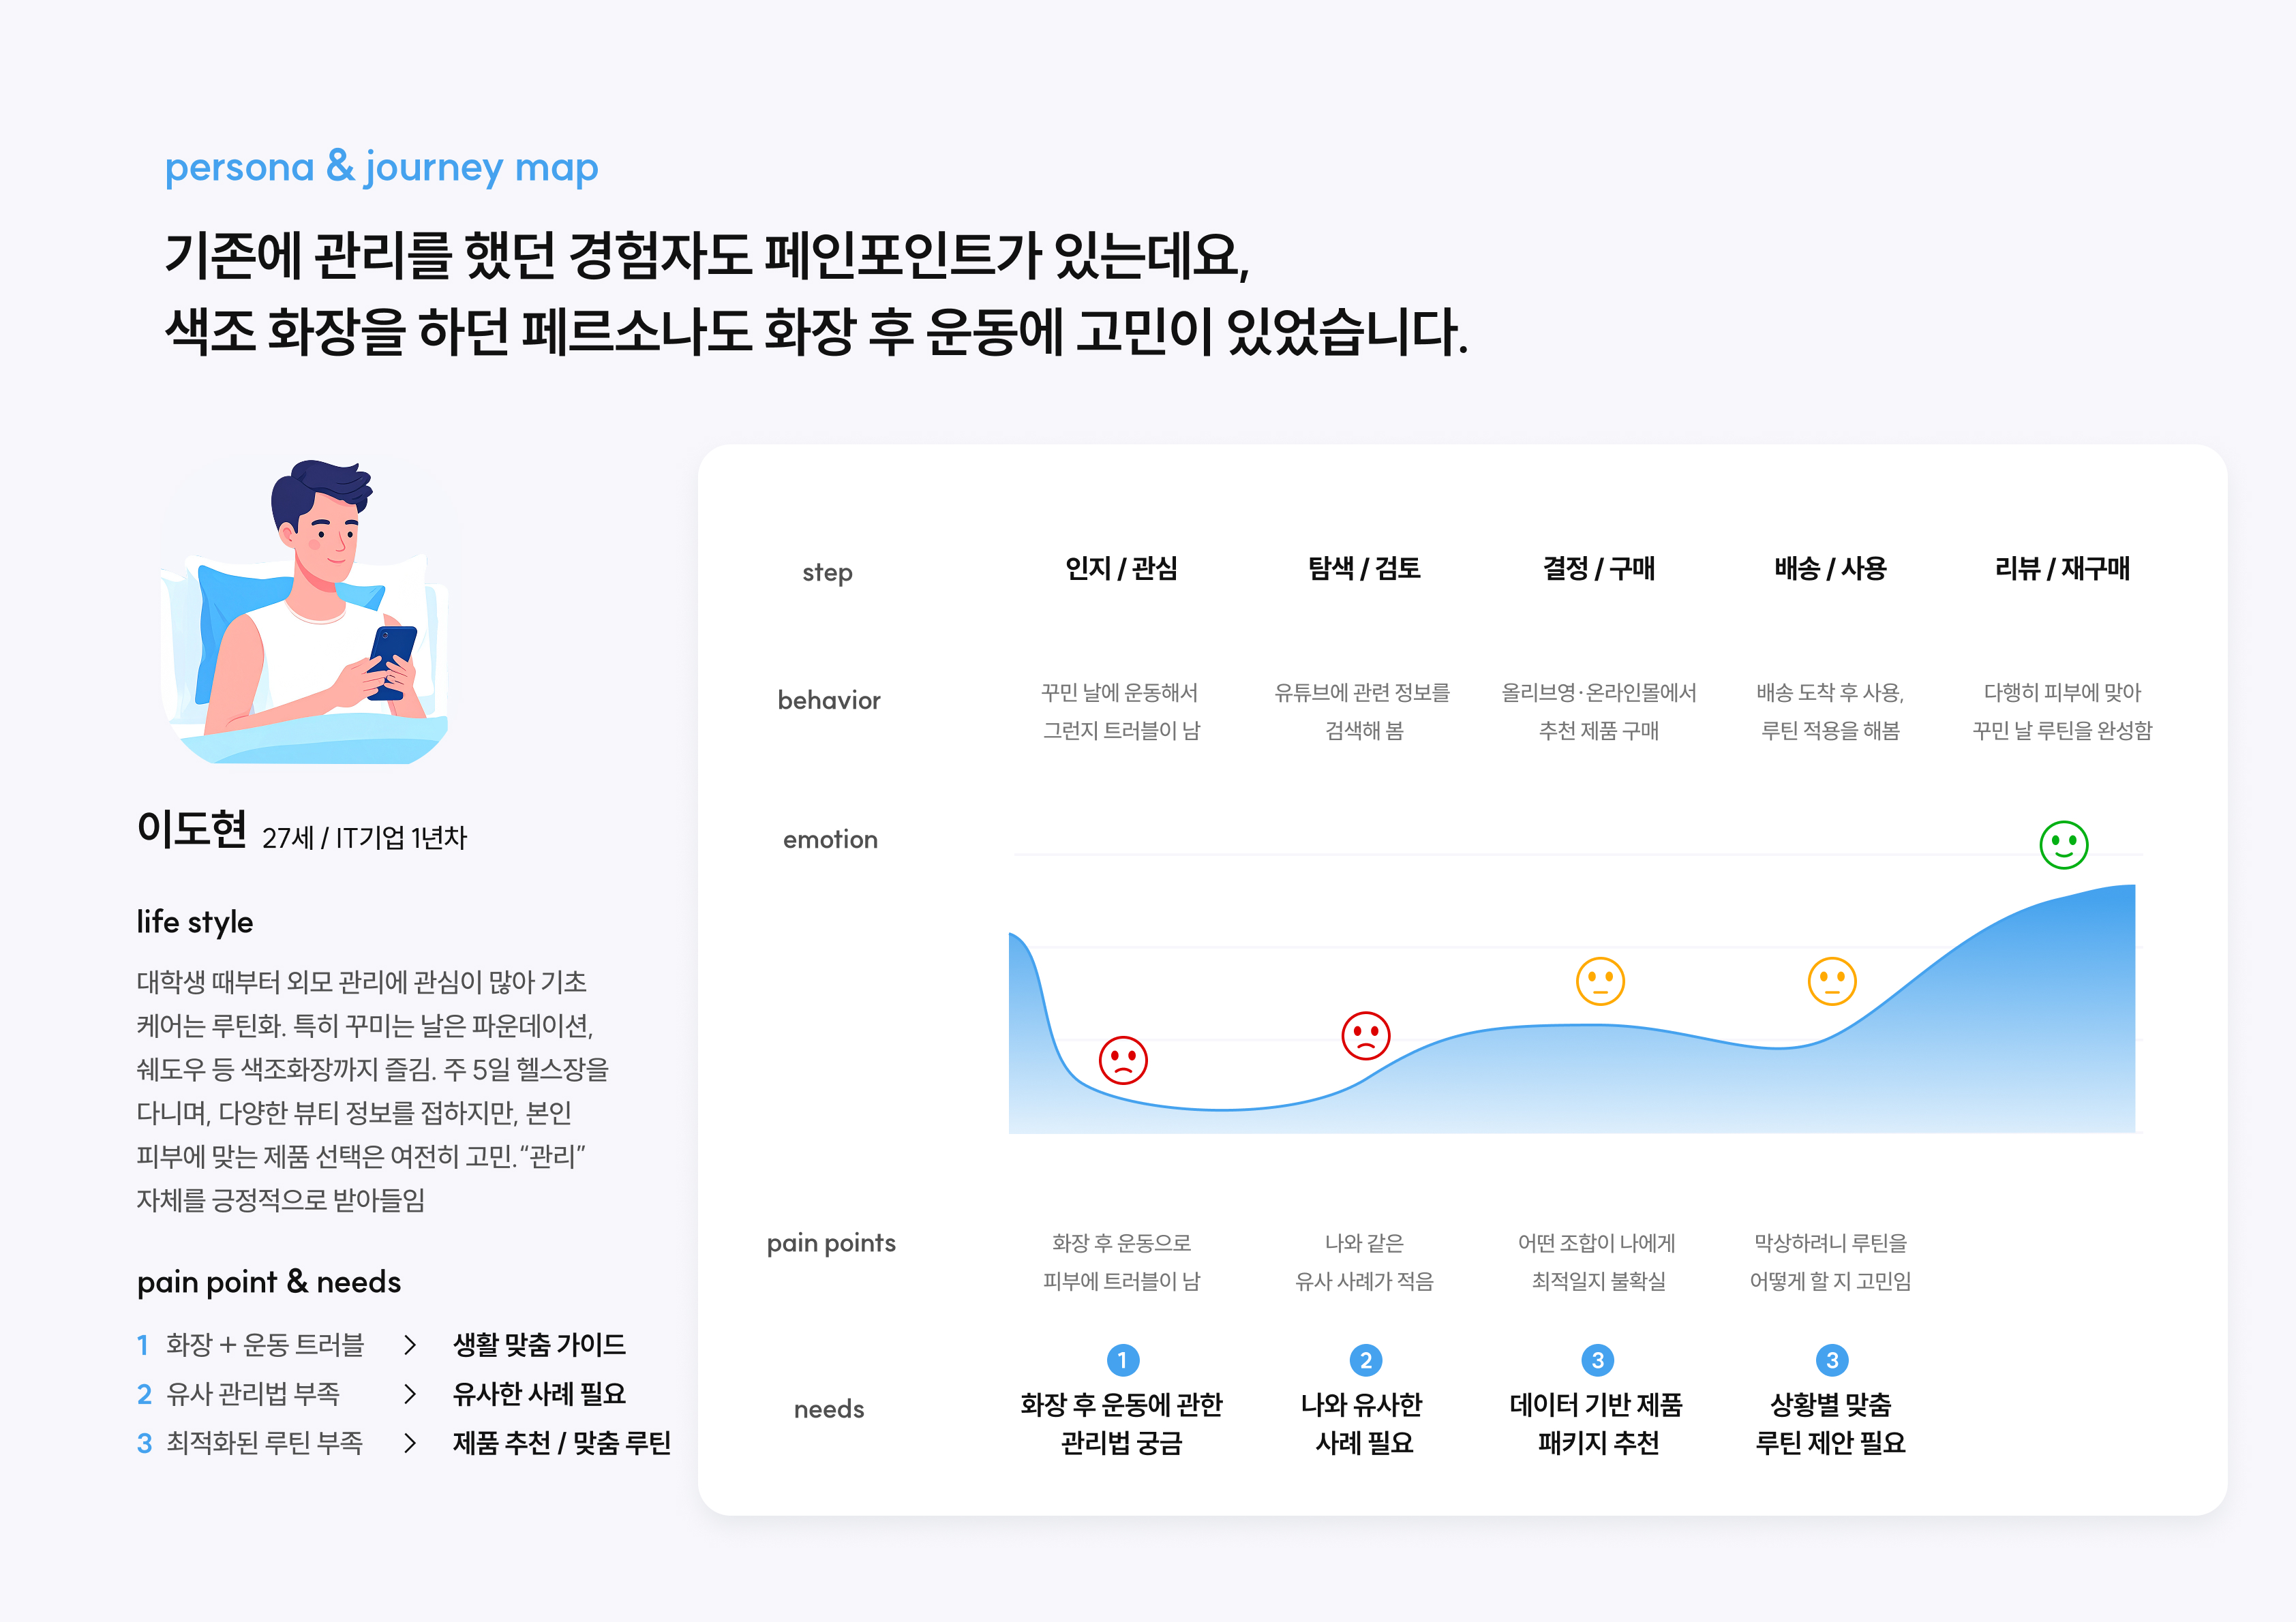 persona & journey map
기존에 관리를 했던 경험자도 페인포인트가 있는데요,
색조 화장을 하던 페르소나도 화장 후 운동에 고민이 있었습니다.
이도현 27세 / IT기업 1년차
life style
대학생 때부터 외모 관리에 관심이 많아 기초
케어는 루틴화. 특히 꾸미는 날은 파운데이션,
쉐도우 등 색조화장까지 즐김. 주 5일 헬스장을
다니며, 다양한 뷰티 정보를 접하지만, 본인
피부에 맞는 제품 선택은 여전히 고민.“관리”
자체를 긍정적으로 받아들임
pain point & needs
1 화장 + 운동 트러블 > 생활 맞춤 가이드
2 유사 관리법 부족 > 유사한 사례 필요
3 최적화된 루틴 부족 > 제품 추천 / 맞춤 루틴
step
인지 / 관심
탐색 / 검토
결정 / 구매
배송 / 사용
리뷰 / 재구매
behavior
꾸민 날에 운동해서
그런지 트러블이 남
유튜브에 관련 정보를
검색해 봄
올리브영·온라인몰에서
추천 제품 구매
배송 도착 후 사용,
루틴 적용을 해봄
다행히 피부에 맞아
꾸민 날 루틴을 완성함
emotion
pain points
화장 후 운동으로
피부에 트러블이 남
나와 같은
유사 사례가 적음
어떤 조합이 나에게
최적일지 불확실
막상하려니 루틴을
어떻게 할 지 고민임
needs
1
화장 후 운동에 관한
관리법 궁금
2
나와 유사한
사례 필요
3
데이터 기반 제품
패키지 추천
3
상황별 맞춤
루틴 제안 필요